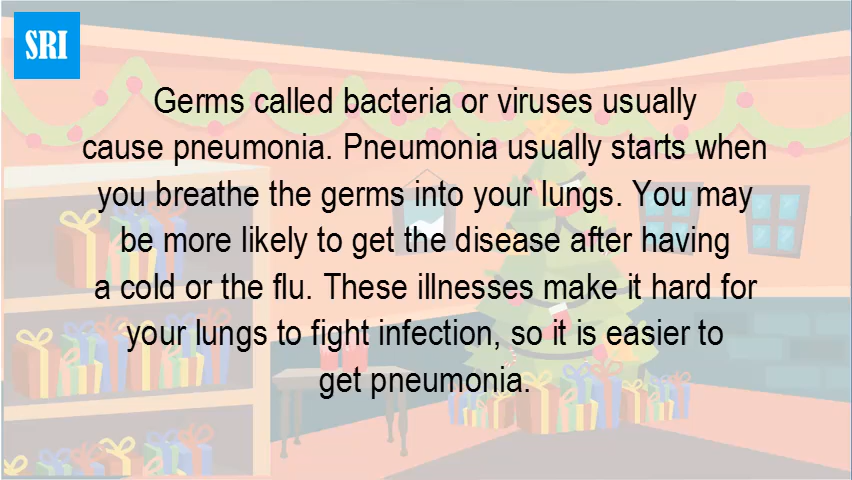 SRI
Germs called bacteria or viruses usually
cause pneumonia. Pneumonia usually starts when
you breathe the germs into your lungs. You may
be more likely to get the disease after having
a cold or the flu. These illnesses make it hard for
your lungs to fight infection, so it is easier to
get pneumonia.